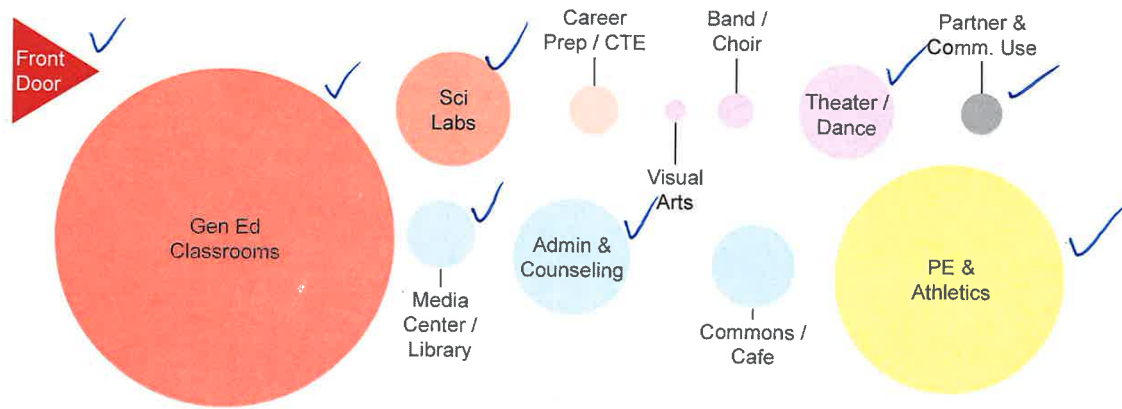 Front
Door
Career
Prep / CTE
Band /
Choir
Partner &
Comm. Use
Sci
Labs
Theater /
Dance
Visual
Arts
Gen Ed
Classrooms
Admin &
Counseling
PE &
Athletics
Media
Center /
Library
Commons /
Cafe